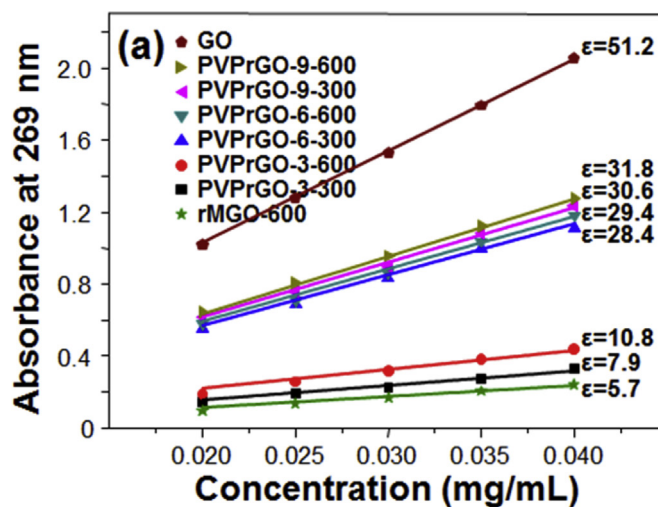 (a)
GO
PVPrGO-9-600
PVPrGO-9-300
PVPrGO-6-600
PVPrGO-6-300
PVPrGO-3-600
PVPrGO-3-300
rMGO-600
ε=51.2
ε=31.8
ε=30.6
ε=29.4
ε=28.4
ε=10.8
ε=7.9
ε=5.7
Absorbance at 269 nm
2.0
1.6
1.2
0.8
0.4
0
0.020 0.025 0.030 0.035 0.040
Concentration (mg/mL)